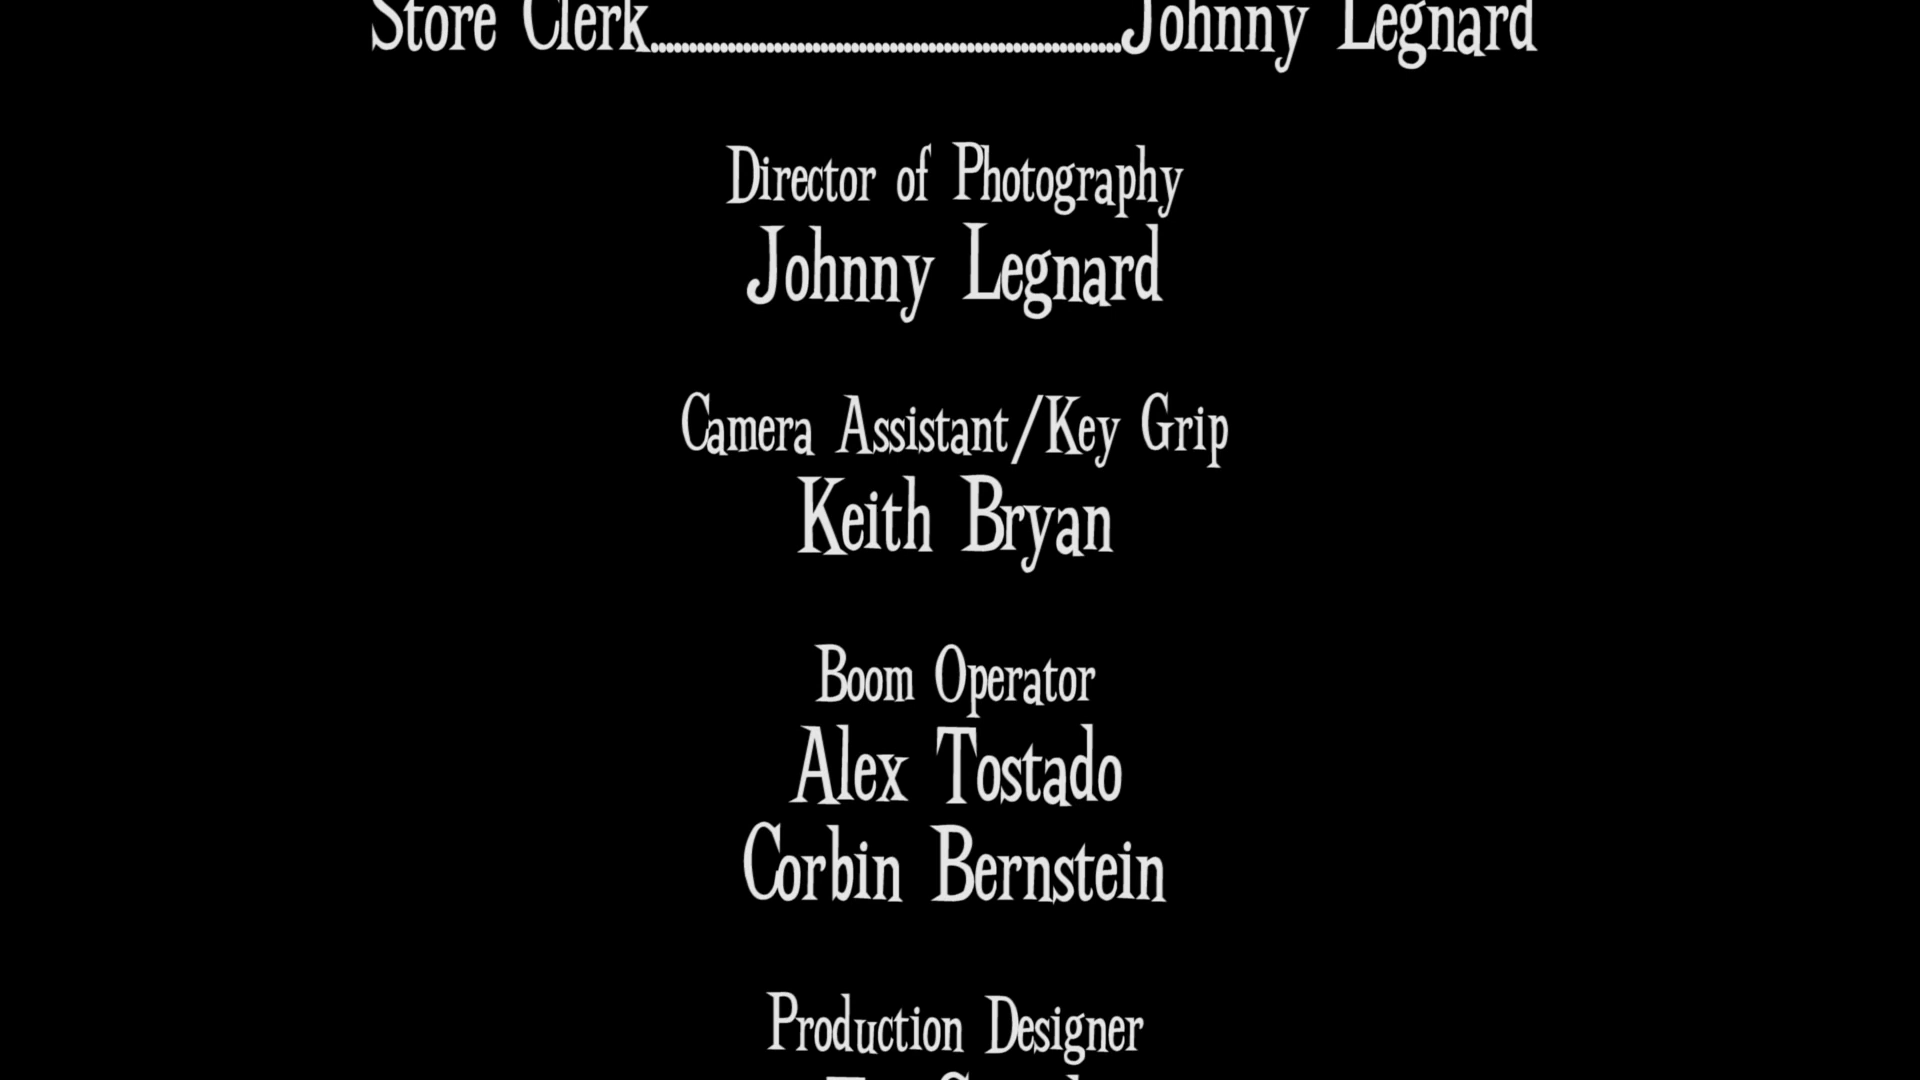 Store Clerk............................................................Johnny Legnard
Director of Photography
Johnny Legnard
Camera Assistant/Key Grip
Keith Bryan
Boom Operator
Alex Tostado
Corbin Bernstein
Production Designer